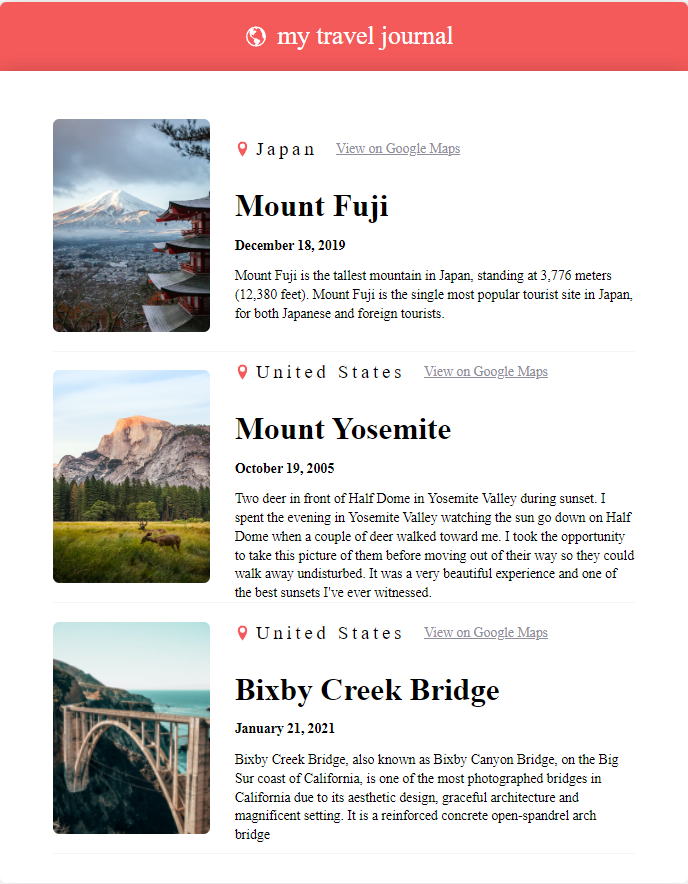 my travel journal
Japan View on Google Maps
Mount Fuji
December 18, 2019
Mount Fuji is the tallest mountain in Japan, standing at 3,776 meters
(12,380 feet). Mount Fuji is the single most popular tourist site in Japan,
for both Japanese and foreign tourists.
United States View on Google Maps
Mount Yosemite
October 19, 2005
Two deer in front of Half Dome in Yosemite Valley during sunset. I
spent the evening in Yosemite Valley watching the sun go down on Half
Dome when a couple of deer walked toward me. I took the opportunity
to take this picture of them before moving out of their way so they could
walk away undisturbed. It was a very beautiful experience and one of
the best sunsets I've ever witnessed.
United States View on Google Maps
Bixby Creek Bridge
January 21, 2021
Bixby Creek Bridge, also known as Bixby Canyon Bridge, on the Big
Sur coast of California, is one of the most photographed bridges in
California due to its aesthetic design, graceful architecture and
magnificent setting. It is a reinforced concrete open-spandrel arch
bridge